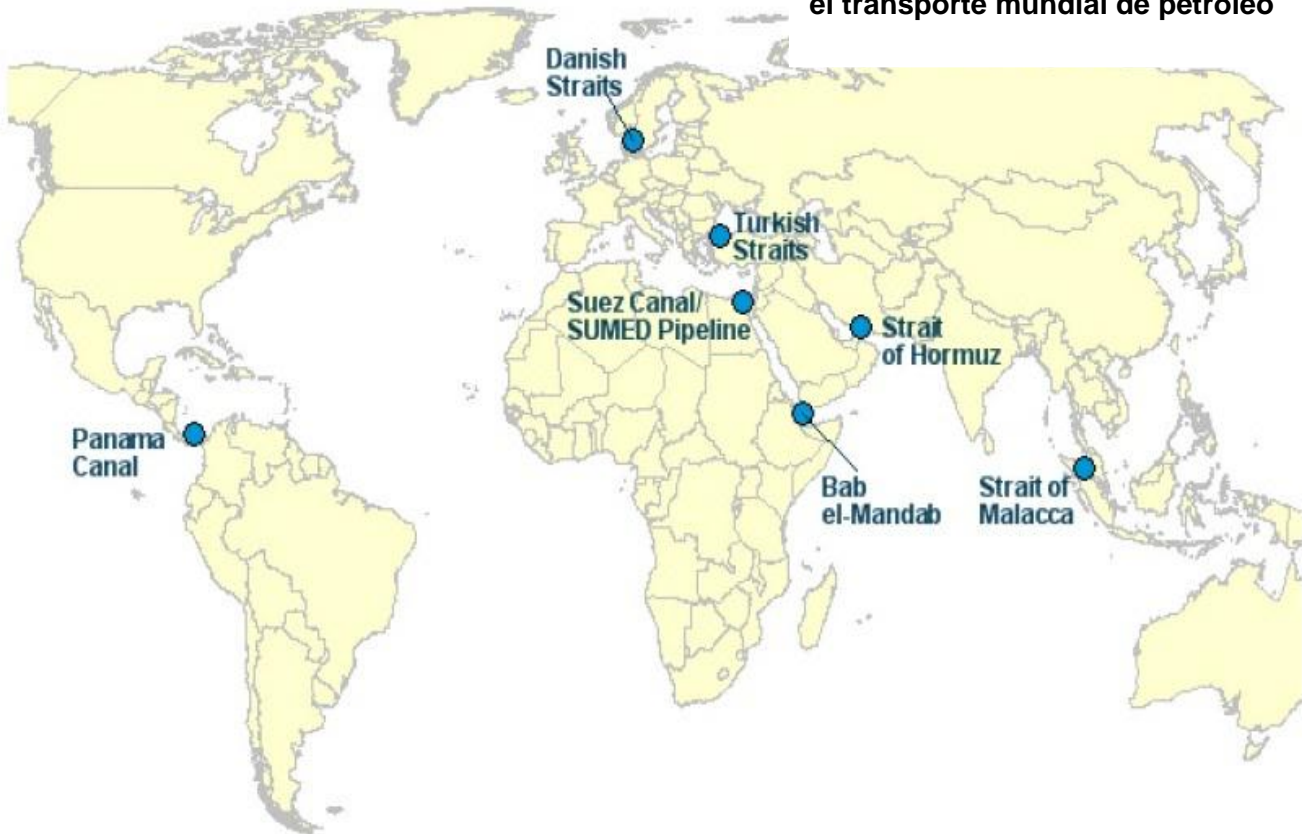 el transporte mundial de petróleo
Danish
Straits
Turkish
Straits
Suez Canal/
SUMED Pipeline
Strait
of Hormuz
Panama
Canal
Bab
el-Mandab
Strait of
Malacca